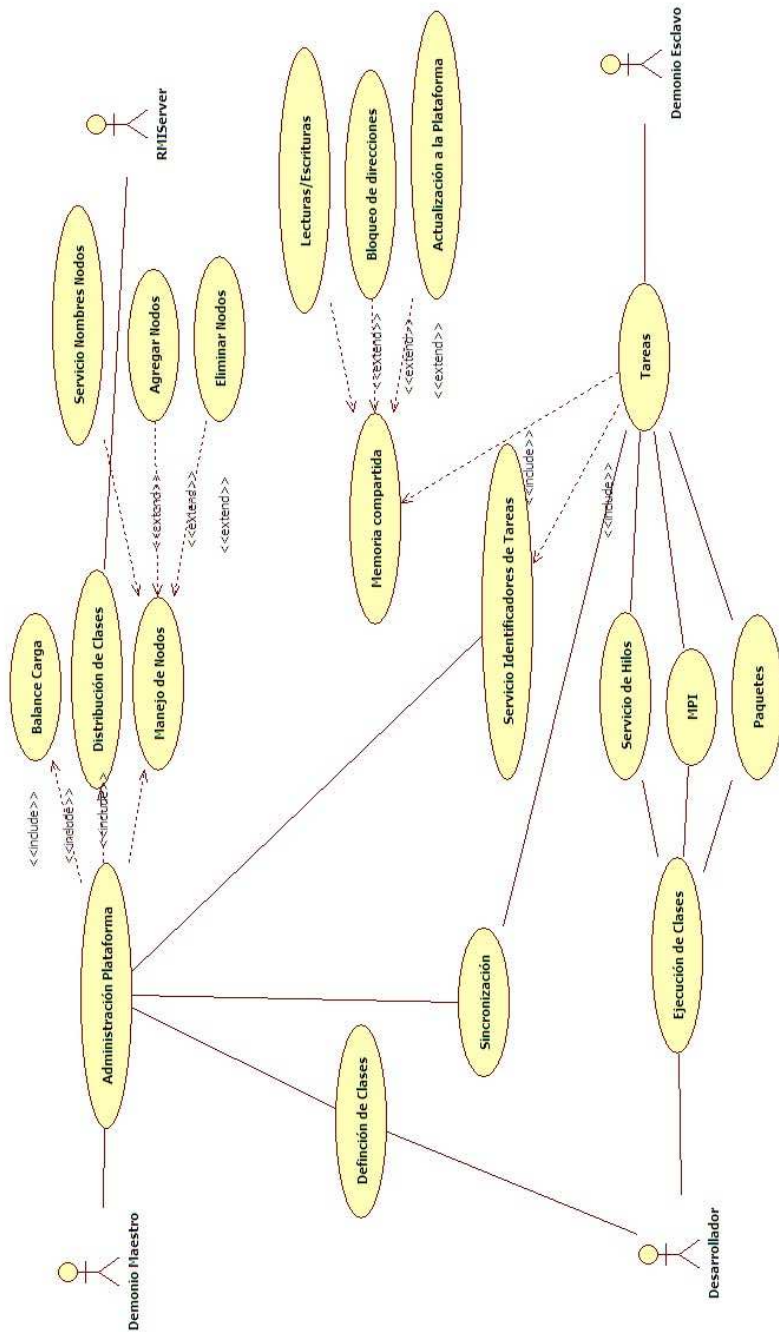 Balance Carga
<<include>>
<<include>>
<<include>>
Servicio Nombres Nodos
Administración Plataforma
Distribución de Clases
Demonio Maestro
Manejo de Nodos
<<extend>>
Agregar Nodos
RMIServer
<<extend>>
<<extend>>
Eliminar Nodos
Lecturas/Escrituras
Definción de Clases
Memoria compartida
<<extend>>
Bloqueo de direcciones
<<extend>>
<<extend>>
Actualización a la Plataforma
Sincronización
Servicio Identificadores de Tareas
<<include>>
<<include>>
Demonio Esclavo
Servicio de Hilos
Tareas
Ejecución de Clases
MPI
Desarrollador
Paquetes